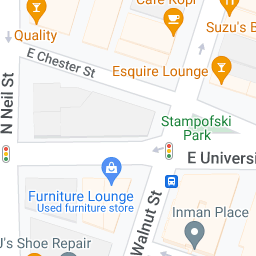 Café Kopi
Suzu's B
Quality
E Chester St
Esquire Lounge
N Neil St
Stampofski
Park
E Universi
Furniture Lounge
Used furniture store
Walnut St
Inman Place
J's Shoe Repair